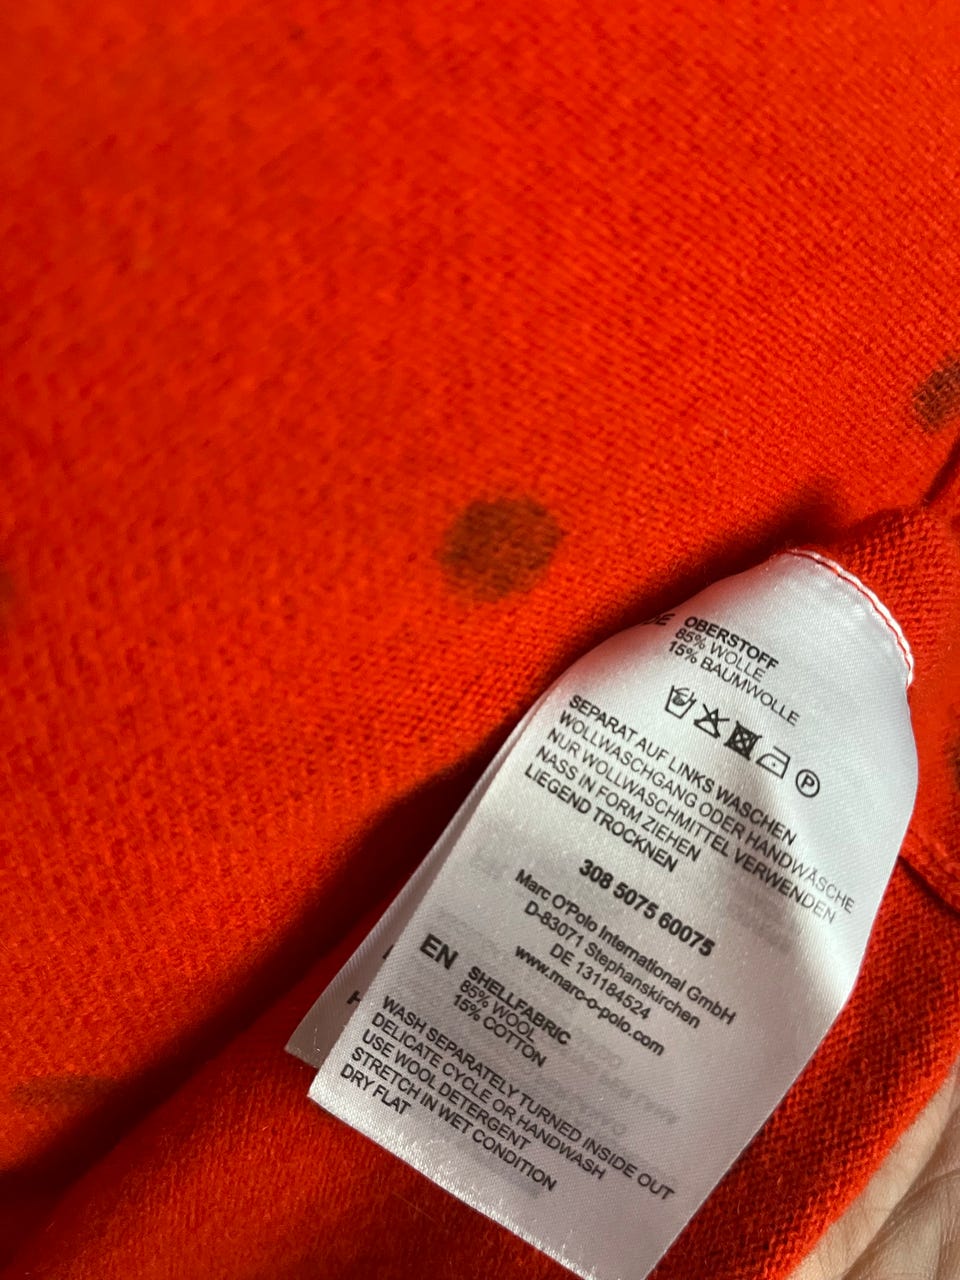 DE
OBERSTOFF
85% WOLLE
15% BAUMWOLLE
P
SEPARAT AUF LINKS WASCHEN
WOLLWASCHGANG ODER HANDWÄSCHE
NUR WOLLWASCHMITTEL VERWENDEN
NASS IN FORM ZIEHEN
LIEGEND TROCKNEN
308 5075 60075
Marc O'Polo International GmbH
D-83071 Stephanskirchen
DE 131184524
www.marc-o-polo.com
EN
SHELLFABRIC
85% WOOL
15% COTTON
WASH SEPARATELY TURNED INSIDE OUT
DELICATE CYCLE OR HANDWASH
USE WOOL DETERGENT
STRETCH IN WET CONDITION
DRY FLAT